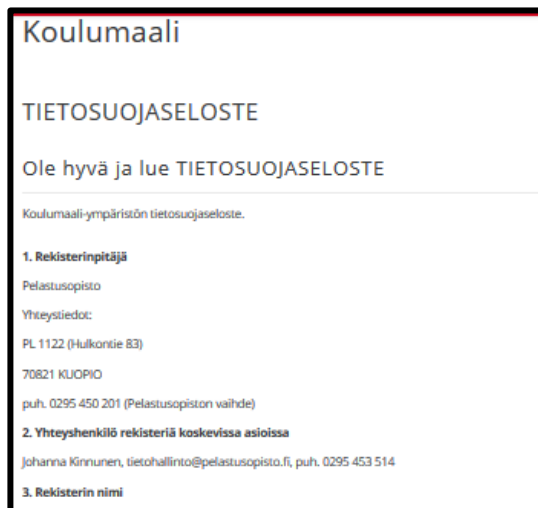 Koulumaali
TIETOSUOJASELOSTE
Ole hyvä ja lue TIETOSUOJASELOSTE
Koulumaali-ympäristön tietosuojaseloste.
1. Rekisterinpitäjä
Pelastusopisto
Yhteystiedot:
PL 1122 (Hulkontie 83)
70821 KUOPIO
puh. 0295 450 201 (Pelastusopiston vaihde)
2. Yhteyshenkilö rekisteriä koskevissa asioissa
Johanna Kinnunen, tietohallinto@pelastusopisto.fi, puh. 0295 453 514
3. Rekisterin nimi